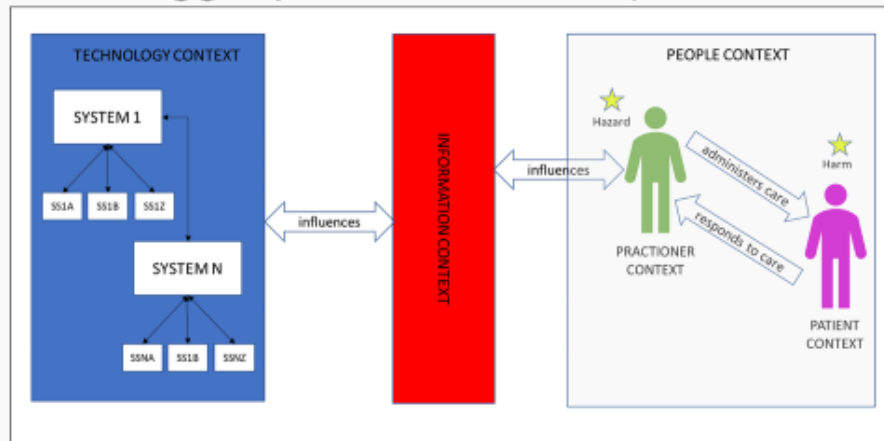 TECHNOLOGY CONTEXT
SYSTEM 1
SS1A
SS1B
SS1Z
SYSTEM N
SSNA
SS1B
SSNZ
influences
INFORMATION CONTEXT
influences
PEOPLE CONTEXT
Hazard
administers care
Harm
responds to care
PRACTIONER
CONTEXT
PATIENT
CONTEXT